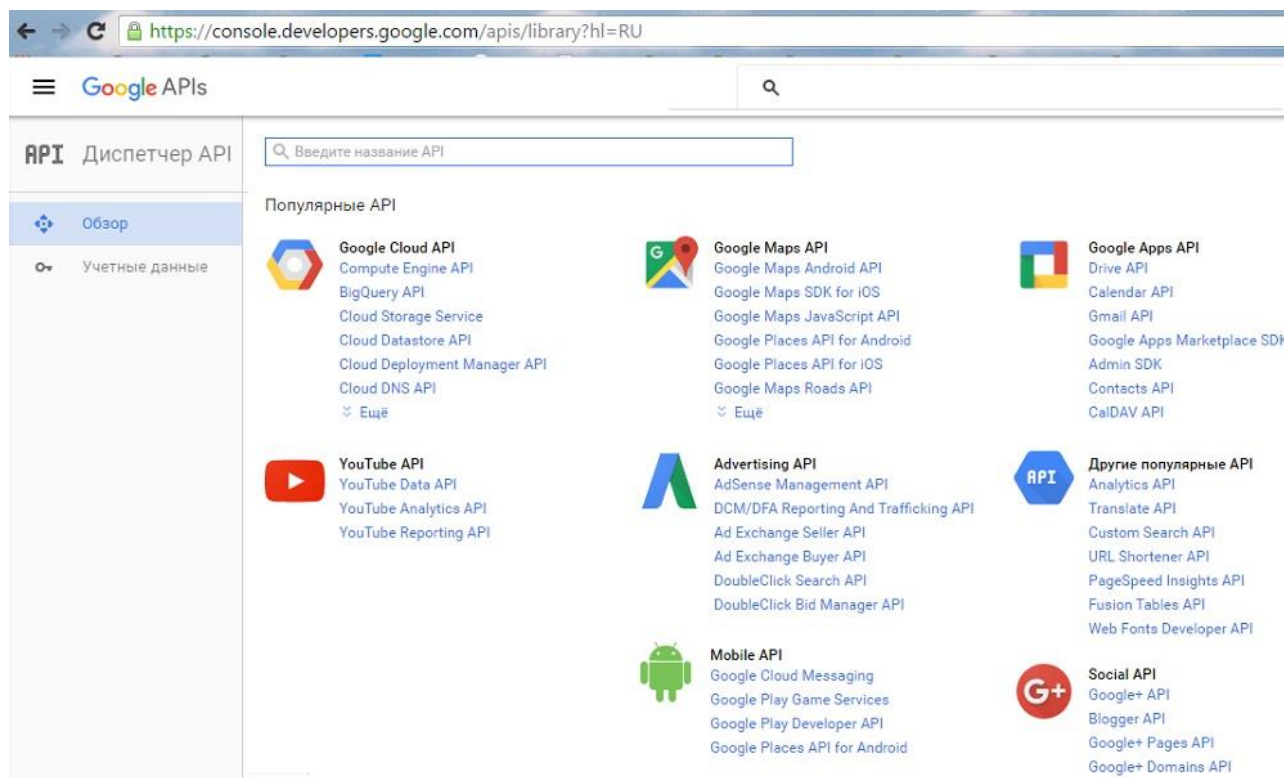 https://console.developers.google.com/apis/library?hl=RU
Google APIs
API Диспетчер API
Обзор
Учетные данные
Введите название API
Популярные API
Google Cloud API
Compute Engine API
BigQuery API
Cloud Storage Service
Cloud Datastore API
Cloud Deployment Manager API
Cloud DNS API
Ещё
Google Maps API
Google Maps Android API
Google Maps SDK for iOS
Google Maps JavaScript API
Google Places API for Android
Google Places API for iOS
Google Maps Roads API
Ещё
Google Apps API
Drive API
Calendar API
Gmail API
Google Apps Marketplace SDK
Admin SDK
Contacts API
CalDAV API
YouTube API
YouTube Data API
YouTube Analytics API
YouTube Reporting API
Advertising API
AdSense Management API
DCM/DFA Reporting And Trafficking API
Ad Exchange Seller API
Ad Exchange Buyer API
DoubleClick Search API
DoubleClick Bid Manager API
API
Другие популярные API
Analytics API
Translate API
Custom Search API
URL Shortener API
PageSpeed Insights API
Fusion Tables API
Web Fonts Developer API
Mobile API
Google Cloud Messaging
Google Play Game Services
Google Play Developer API
Google Places API for Android
G+
Social API
Google+ API
Blogger API
Google+ Pages API
Google+ Domains API